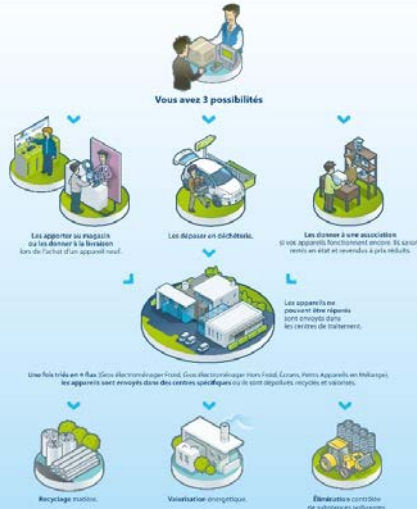 Vous avez 3 possibilités
Les apporter au magasin
ou les donner à la livraison
lors de l'achat d'un appareil neuf.
Les déposer en déchèterie.
Les donner à une association
si vos appareils fonctionnent encore. Ils seront
remis en état et revendus à prix réduits.
Les appareils ne
pouvant être réparés
sont envoyés dans
les centres de traitement.
Une fois triés en 4 flux (Gros électroménager Froid, Gros électroménager Hors Froid, Écrans, Petits Appareils en Mélange),
les appareils sont envoyés dans des centres spécifiques où ils sont dépollués, recyclés et valorisés.
Recyclage matière.
Valorisation énergétique.
Élimination contrôlée
de substances polluantes